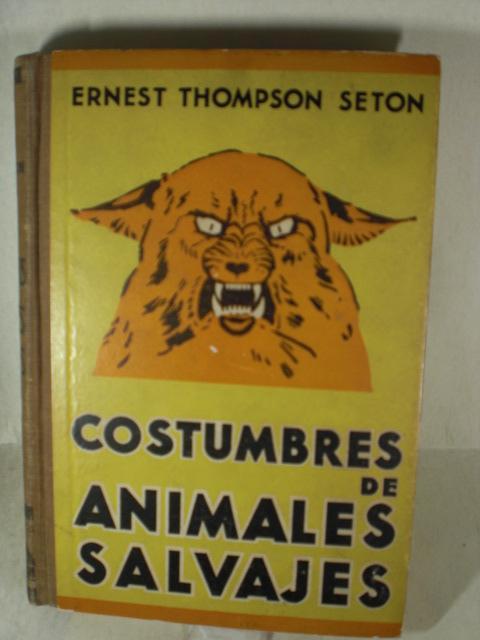 ERNEST THOMPSON SETON
COSTUMBRES
DE
ANIMALES
SALVAJES